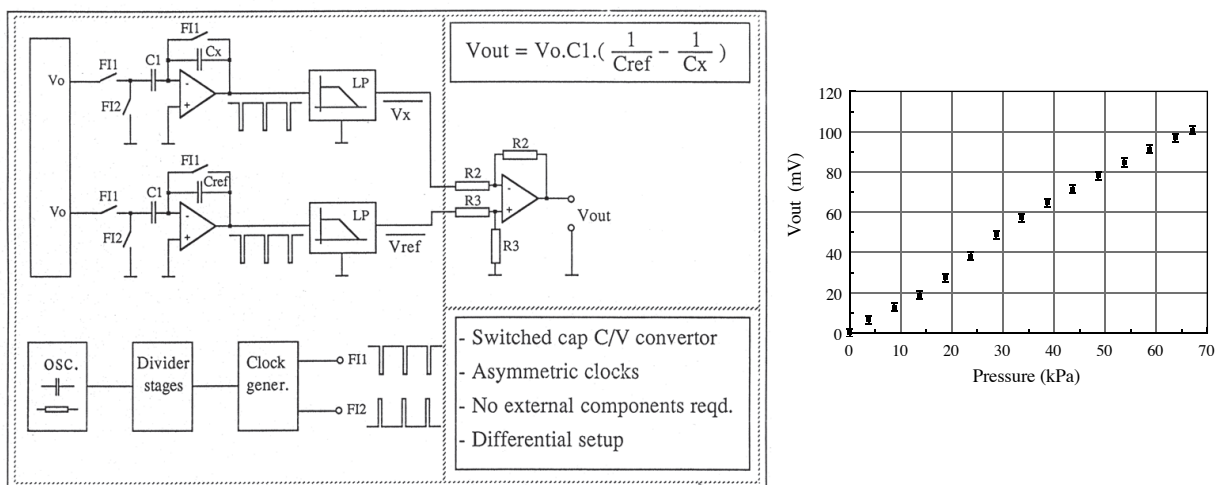 FI1
FI1
C1
Cx
Vo
FI2
-
+
LP
Vx
FI1
FI1
C1
Cref
Vo
FI2
-
+
LP
Vref
R2
R2
R3
-
+
R3
Vout
Vout = Vo.C1.( 1/Cref - 1/Cx )
OSC.
Divider
stages
Clock
gener.
FI1
FI2
- Switched cap C/V convertor
- Asymmetric clocks
- No external components reqd.
- Differential setup
Vout (mV)
120
100
80
60
40
20
0
0 10 20 30 40 50 60 70
Pressure (kPa)